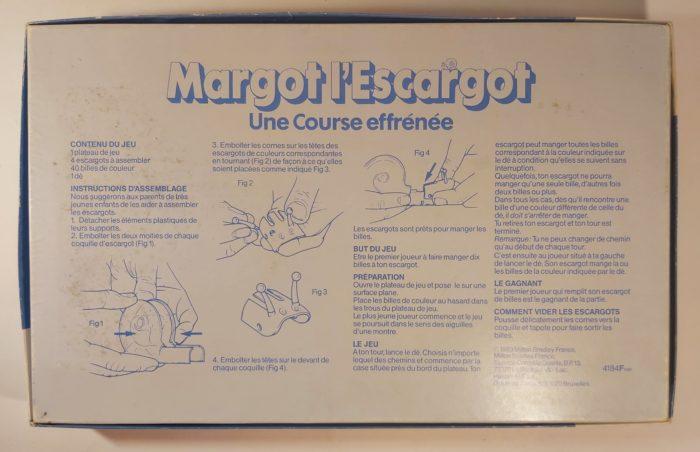 Margot l'Escargot
Une Course effrénée
CONTENU DU JEU
1 plateau de jeu
4 escargots à assembler
40 billes de couleur
1 dé
INSTRUCTIONS D'ASSEMBLAGE
Nous suggérons aux parents de très
jeunes enfants de les aider à assembler
les escargots.
1. Détacher les éléments plastiques de
leurs supports.
2. Emboîter les deux moitiés de chaque
coquille d'escargot (Fig 1).
Fig 1
3. Emboîter les cornes sur les têtes des
escargots de couleurs correspondantes
en tournant (Fig 2) de façon à ce qu'elles
soient placées comme indiqué Fig 3.
Fig 2
Fig 3
4. Emboîter les têtes sur le devant de
chaque coquille (Fig 4).
Fig 4
Les escargots sont prêts pour manger les
billes.
BUT DU JEU
Etre le premier joueur à faire manger dix
billes à ton escargot.
PRÉPARATION
Ouvre le plateau de jeu et pose le sur une
surface plane.
Place les billes de couleur au hasard dans
les trous du plateau de jeu.
Le plus jeune joueur commence et le jeu
se poursuit dans le sens des aiguilles
d'une montre.
LE JEU
A ton tour, lance le dé. Choisis n'importe
lequel des chemins et commence par la
case située près du bord du plateau. Ton
escargot peut manger toutes les billes
correspondant à la couleur indiquée sur
le dé à condition qu'elles se suivent sans
interruption.
Quelquefois, ton escargot ne pourra
manger qu'une seule bille, d'autres fois
deux billes ou plus.
Dans tous les cas, dès qu'il rencontre une
bille d'une couleur différente de celle du
dé, il doit s'arrêter de manger.
Tu retires ton escargot et ton tour est
terminé.
Remarque: Tu ne peux changer de chemin
qu'au début de chaque tour.
C'est ensuite au joueur situé à ta gauche
de lancer le dé. Son escargot mange la ou
les billes de la couleur indiquée par le dé.
LE GAGNANT
Le premier joueur qui remplit son escargot
de billes est le gagnant de la partie.
COMMENT VIDER LES ESCARGOTS
Pousse délicatement les cornes vers la
coquille et tapote pour faire sortir les
billes.
Milton Bradley France,
Milton Bradley France,
Bruxelles
4184F